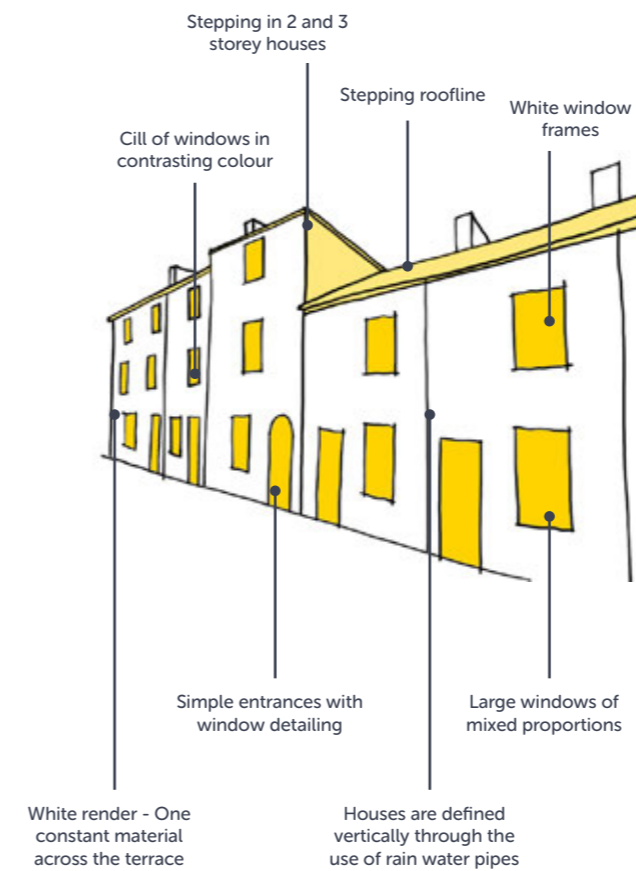 Stepping in 2 and 3
storey houses
Stepping roofline
White window
frames
Cill of windows in
contrasting colour
Simple entrances with
window detailing
Large windows of
mixed proportions
White render - One
constant material
across the terrace
Houses are defined
vertically through the
use of rain water pipes